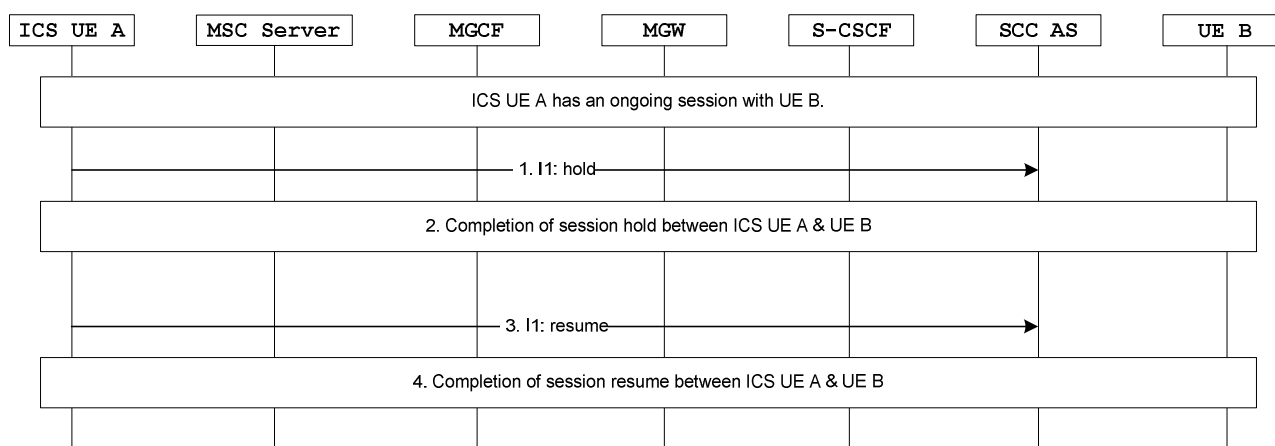 ICS UE A
MSC Server
MGCF
MGW
S-CSCF
SCC AS
UE B
ICS UE A has an ongoing session with UE B.
1. I1: hold
2. Completion of session hold between ICS UE A & UE B
3. I1: resume
4. Completion of session resume between ICS UE A & UE B